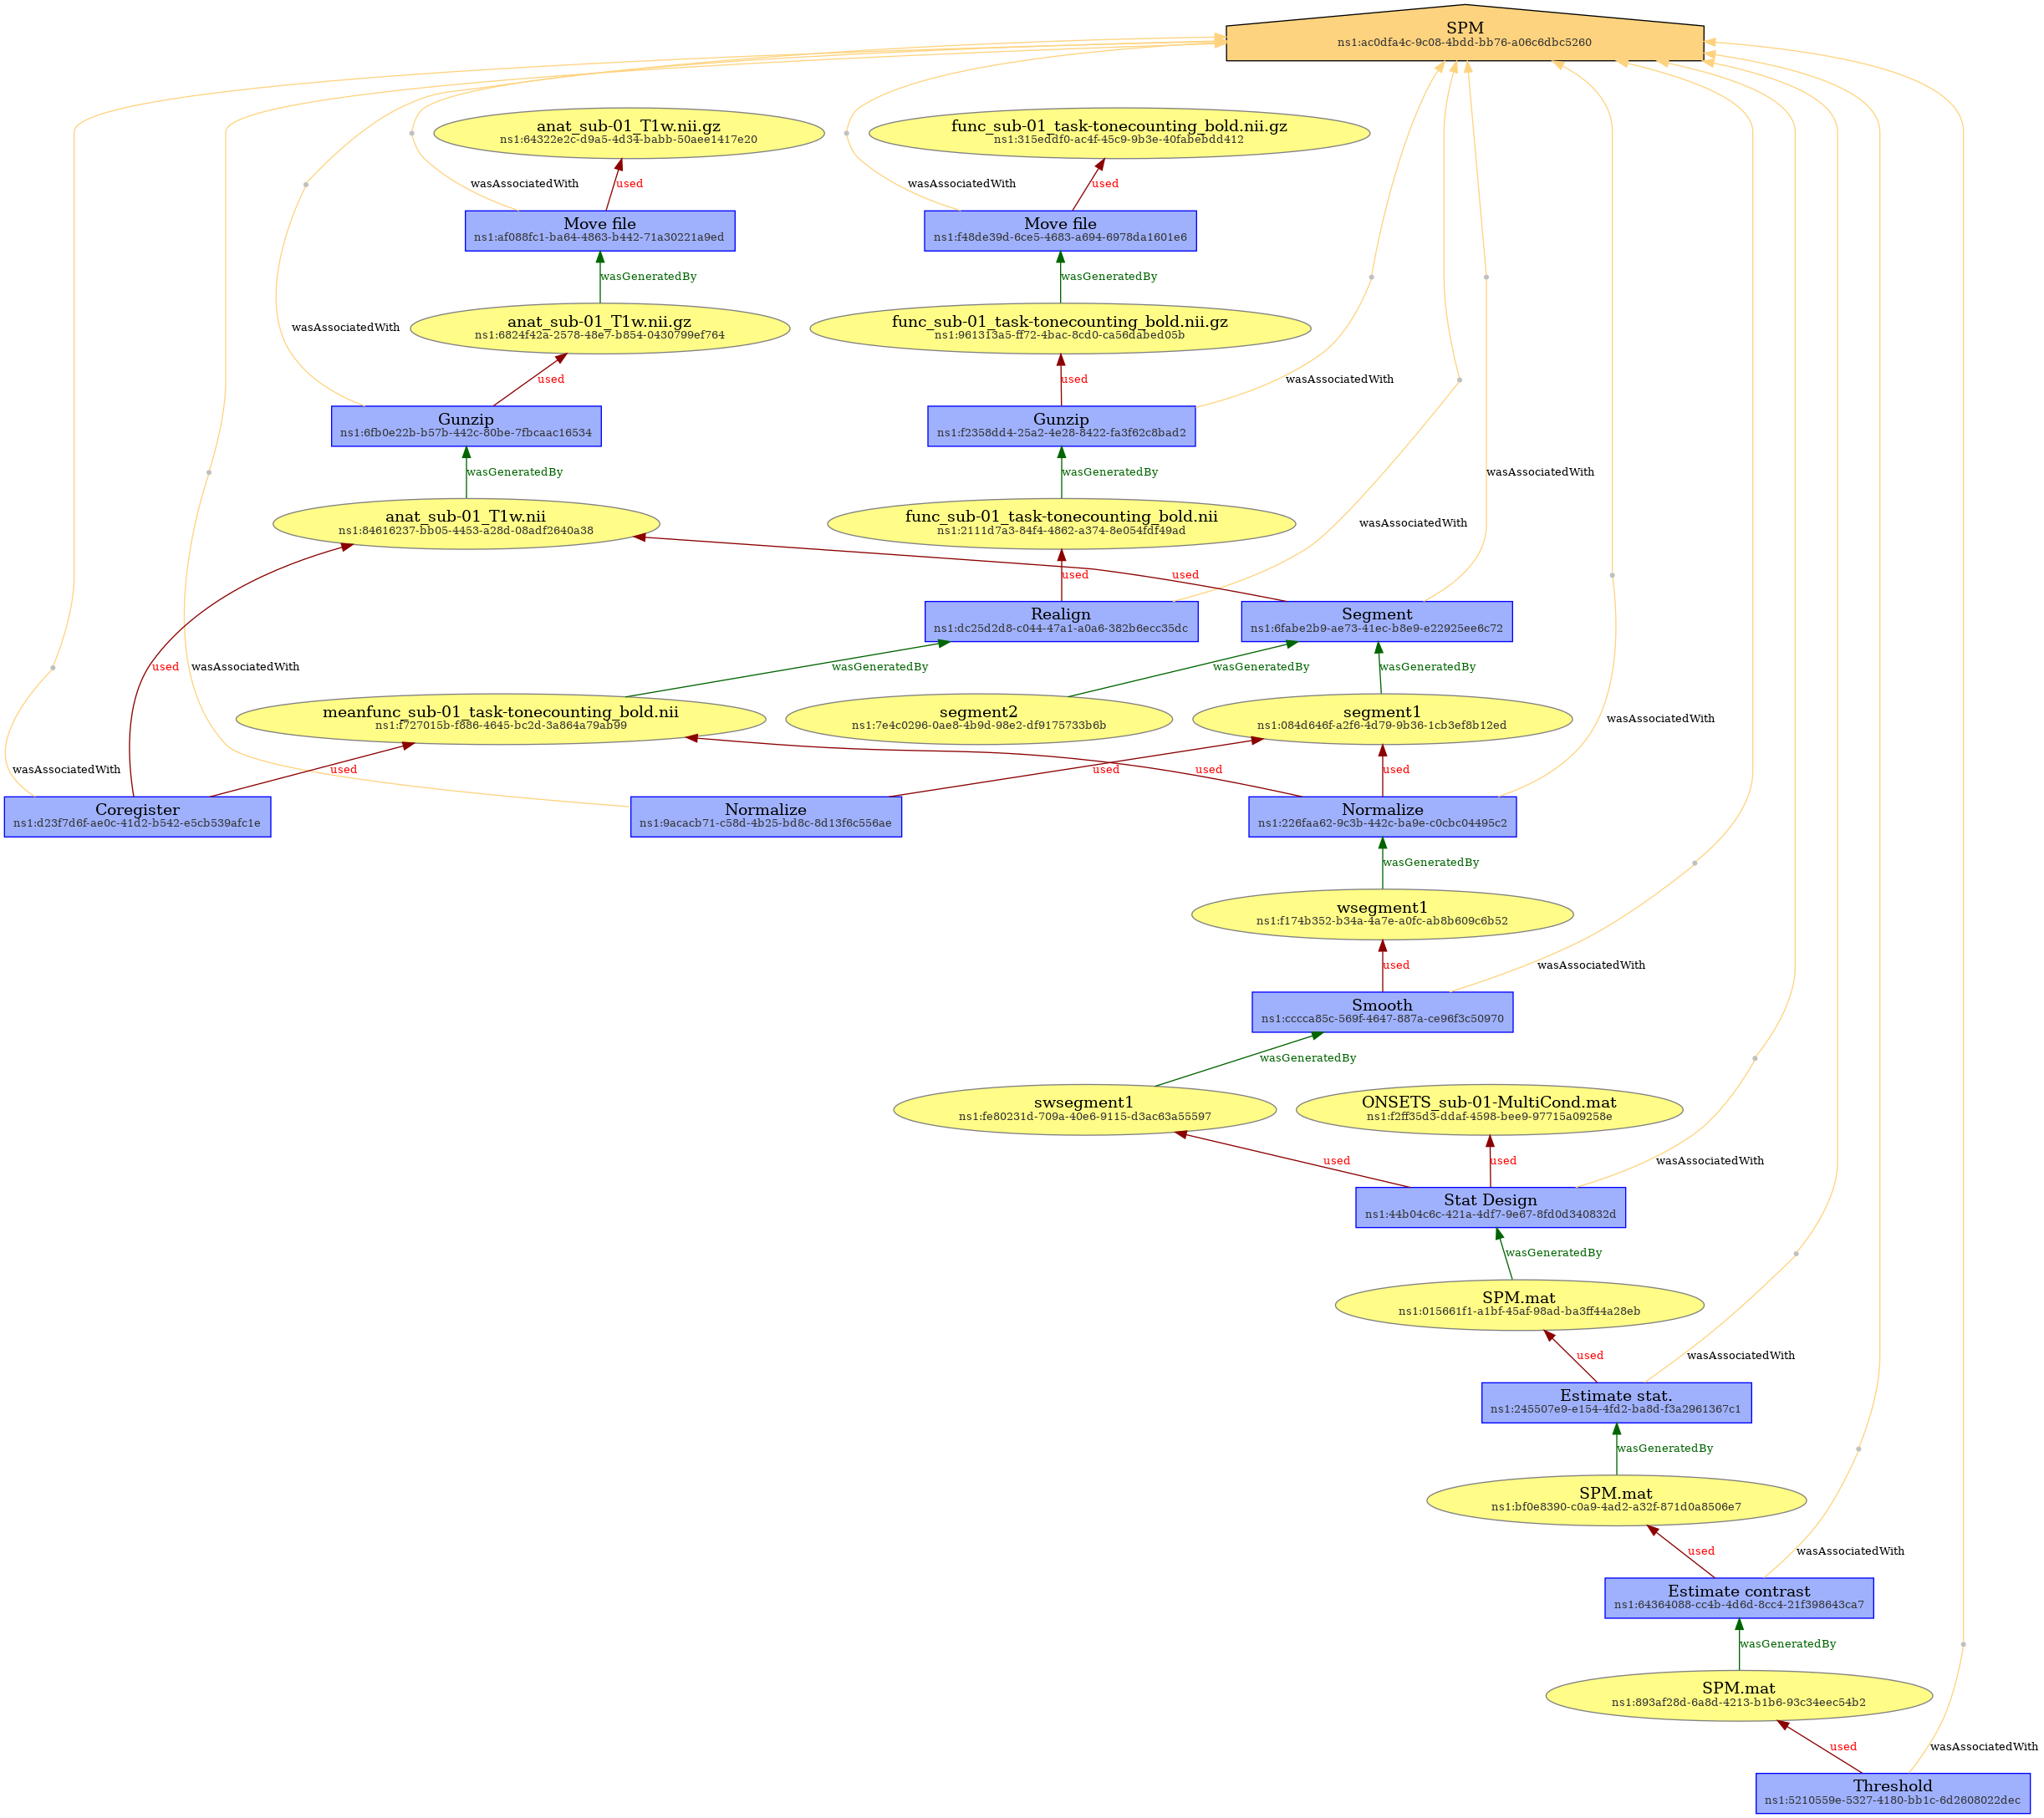 SPM
ns1:ac0dfa4c-9c08-4bdd-bb76-a06c6dbc5260
anat_sub-01_T1w.nii.gz
ns1:64322e2c-d9a5-4d34-babb-50aee1417e20
func_sub-01_task-tonecounting_bold.nii.gz
ns1:315eddf0-ac4f-45c9-9b3e-40fabebdd412
wasAssociatedWith
used
wasAssociatedWith
used
Move file
ns1:af088fc1-ba64-4863-b442-71a30221a9ed
Move file
ns1:f48de39d-6ce5-4683-a694-6978da1601e6
wasGeneratedBy
wasGeneratedBy
wasAssociatedWith
anat_sub-01_T1w.nii.gz
ns1:6824f42a-2578-48e7-b854-0430799ef764
func_sub-01_task-tonecounting_bold.nii.gz
ns1:961313a5-ff72-4bac-8cd0-ca56dabed05b
used
used
wasAssociatedWith
Gunzip
ns1:6fb0e22b-b57b-442c-80be-7fbcaac16534
Gunzip
ns1:f2358dd4-25a2-4e28-8422-fa3f62c8bad2
wasGeneratedBy
wasGeneratedBy
wasAssociatedWith
anat_sub-01_T1w.nii
ns1:84616237-bb05-4453-a28d-08adf2640a38
func_sub-01_task-tonecounting_bold.nii
ns1:2111d7a3-84f4-4862-a374-8e054fdf49ad
wasAssociatedWith
used
used
Realign
ns1:dc25d2d8-c044-47a1-a0a6-382b6ecc35dc
Segment
ns1:6fabe2b9-ae73-41ec-b8e9-e22925ee6c72
used
wasAssociatedWith
wasGeneratedBy
wasGeneratedBy
wasGeneratedBy
meanfunc_sub-01_task-tonecounting_bold.nii
ns1:f727015b-f886-4645-bc2d-3a864a79ab99
segment2
ns1:7e4c0296-0ae8-4b9d-98e2-df9175733b6b
segment1
ns1:084d646f-a2f6-4d79-9b36-1cb3ef8b12ed
wasAssociatedWith
wasAssociatedWith
used
used
used
used
Coregister
ns1:d23f7d6f-ae0c-41d2-b542-e5cb539afc1e
Normalize
ns1:9acacb71-c58d-4b25-bd8c-8d13f6c556ae
Normalize
ns1:226faa62-9c3b-442c-ba9e-c0cbc04495c2
wasGeneratedBy
wsegment1
ns1:f174b352-b34a-4a7e-a0fc-ab8b609c6b52
used
wasAssociatedWith
Smooth
ns1:cccca85c-569f-4647-887a-ce96f3c50970
wasGeneratedBy
swsegment1
ns1:fe80231d-709a-40e6-9115-d3ac63a55597
ONSETS_sub-01-MultiCond.mat
ns1:f2ff35d3-ddaf-4598-bee9-97715a09258e
used
used
wasAssociatedWith
Stat Design
ns1:44b04c6c-421a-4df7-9e67-8fd0d340832d
wasGeneratedBy
SPM.mat
ns1:015661f1-a1bf-45af-98ad-ba3ff44a28eb
used
wasAssociatedWith
Estimate stat.
ns1:245507e9-e154-4fd2-ba8d-f3a2961367c1
wasGeneratedBy
SPM.mat
ns1:bf0e8390-c0a9-4ad2-a32f-871d0a8506e7
used
wasAssociatedWith
Estimate contrast
ns1:64364088-cc4b-4d6d-8cc4-21f398643ca7
wasGeneratedBy
SPM.mat
ns1:893af28d-6a8d-4213-b1b6-93c34eec54b2
used
wasAssociatedWith
Threshold
ns1:5210559e-5327-4180-bb1c-6d2608022dec